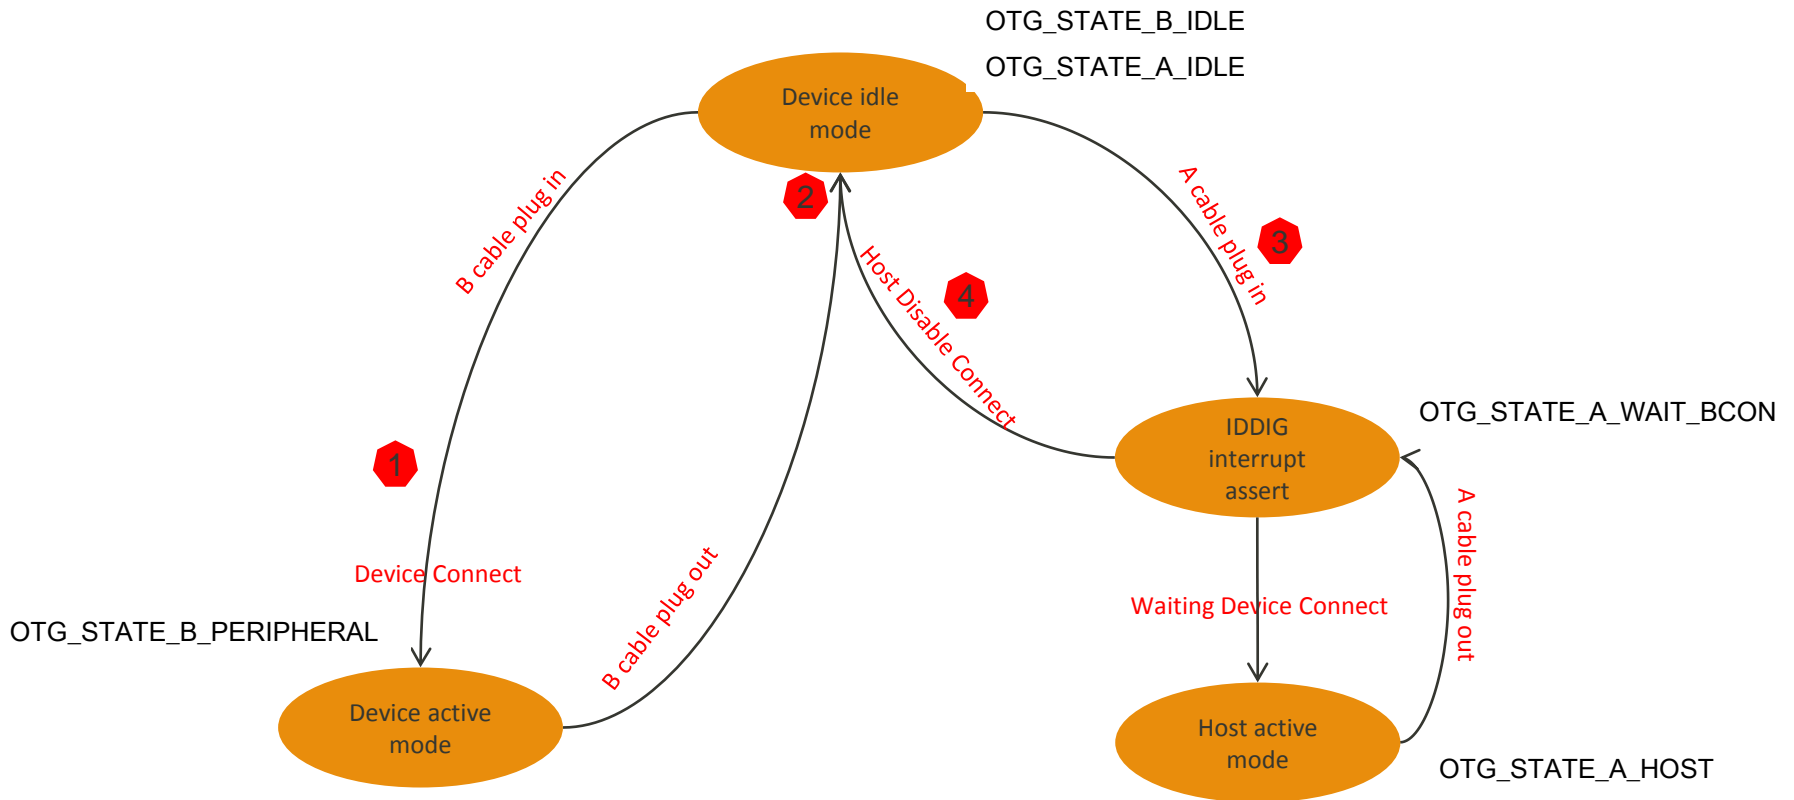 OTG_STATE_B_IDLE
OTG_STATE_A_IDLE
Device idle
mode
2
B cable plug in
A cable plug in
3
Host Disable Connect
4
IDDIG
interrupt
assert
OTG_STATE_A_WAIT_BCON
1
Device Connect
B cable plug out
Waiting Device Connect
A cable plug out
OTG_STATE_B_PERIPHERAL
Device active
mode
Host active
mode
OTG_STATE_A_HOST